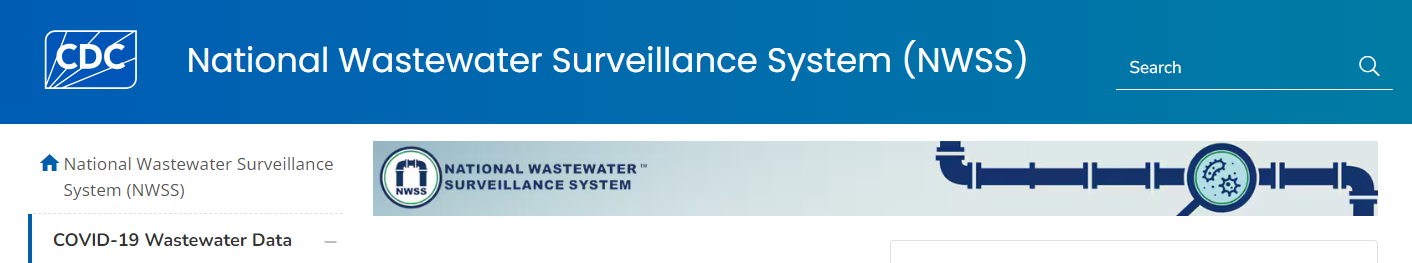 CDC
National Wastewater Surveillance System (NWSS)
Search
National Wastewater Surveillance
System (NWSS)
NWSS
NATIONAL WASTEWATER™
SURVEILLANCE SYSTEM
COVID-19 Wastewater Data